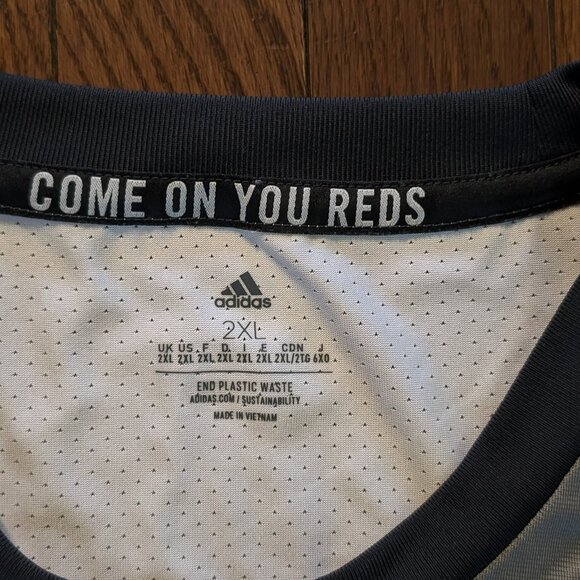 COME ON YOU REDS
adidas
2XL
UK US F D I E CDN J
2XL 2XL 2XL 2XL 2XL 2XL 2XL/2TG 6XO
END PLASTIC WASTE
ADIDAS.COM / SUSTAINABILITY
MADE IN VIETNAM